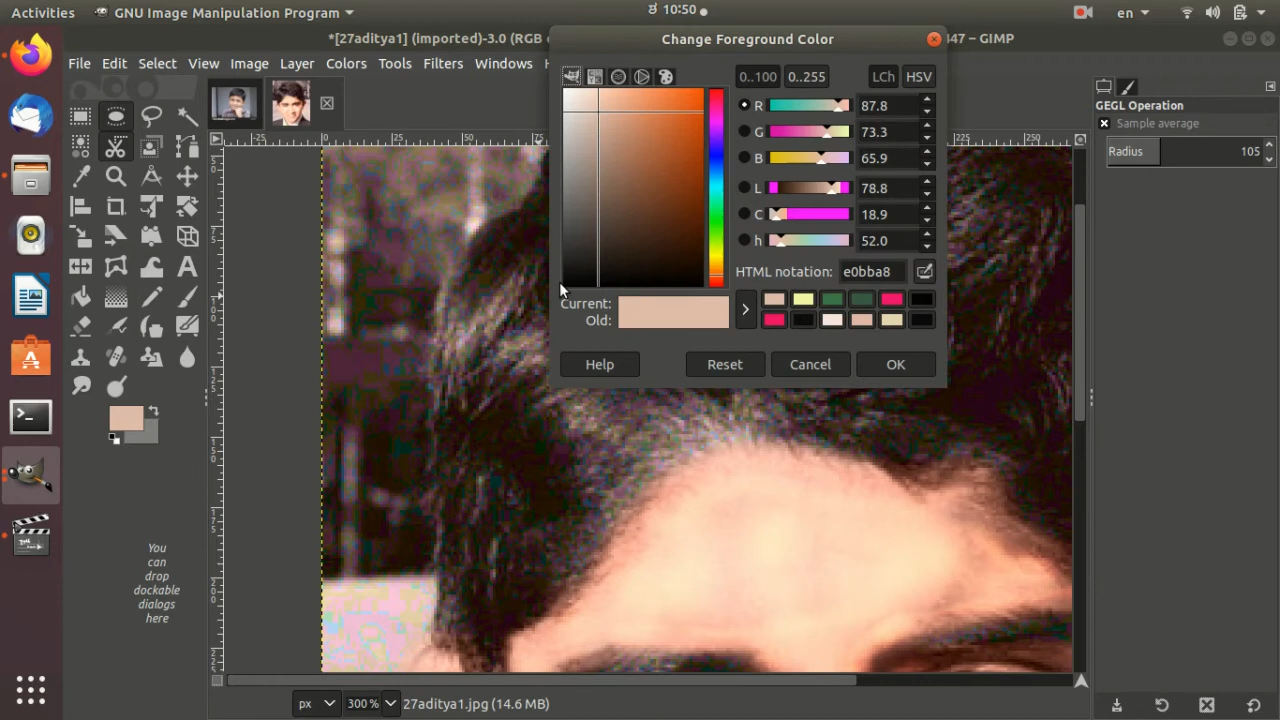 Activities GNU Image Manipulation Program 10:50 en
*[27aditya1] (imported)-3.0 (RGB 47 – GIMP
File Edit Select View Image Layer Colors Tools Filters Windows
Change Foreground Color
0..100 0..255 LCh HSV
R 87.8
G 73.3
B 65.9
L 78.8
C 18.9
h 52.0
HTML notation: e0bba8
Current:
Old:
Help Reset Cancel OK
GEGL Operation
Sample average
Radius 105
You
can
drop
dockable
dialogs
here
px 300 % 27aditya1.jpg (14.6 MB)